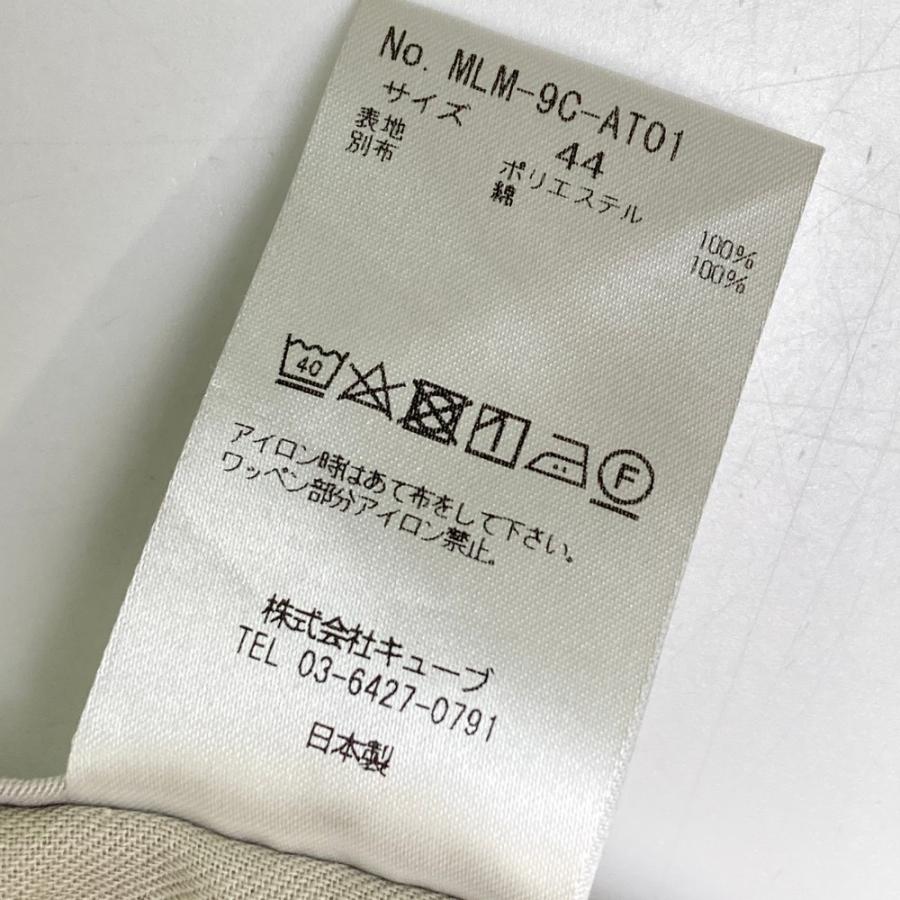 No. MLM-9C-AT01
サイズ 44
表地 ポリエステル 100%
別布 綿 100%
40 F
アイロン時はあて布をして下さい。
ワッペン部分アイロン禁止。
株式会社キューブ
TEL 03-6427-0791
日本製